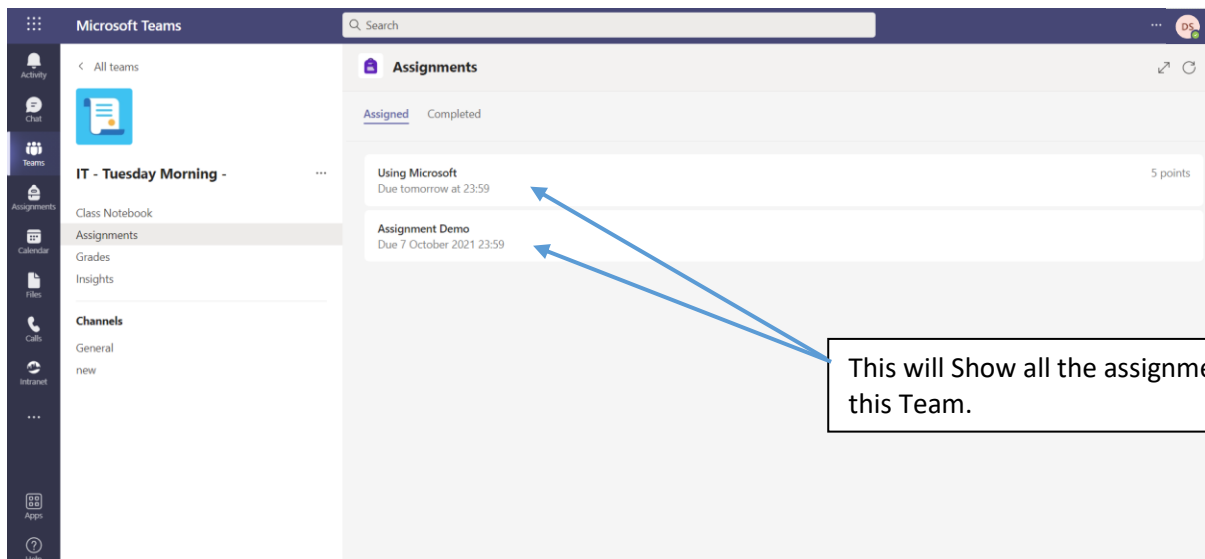 Microsoft Teams
Search
DS
Activity
Chat
Teams
Assignments
Calendar
Files
Calls
Intranet
Apps
All teams
IT - Tuesday Morning -
Class Notebook
Assignments
Grades
Insights
Channels
General
new
Assignments
Assigned Completed
Using Microsoft
Due tomorrow at 23:59
5 points
Assignment Demo
Due 7 October 2021 23:59
This will Show all the
this Team.